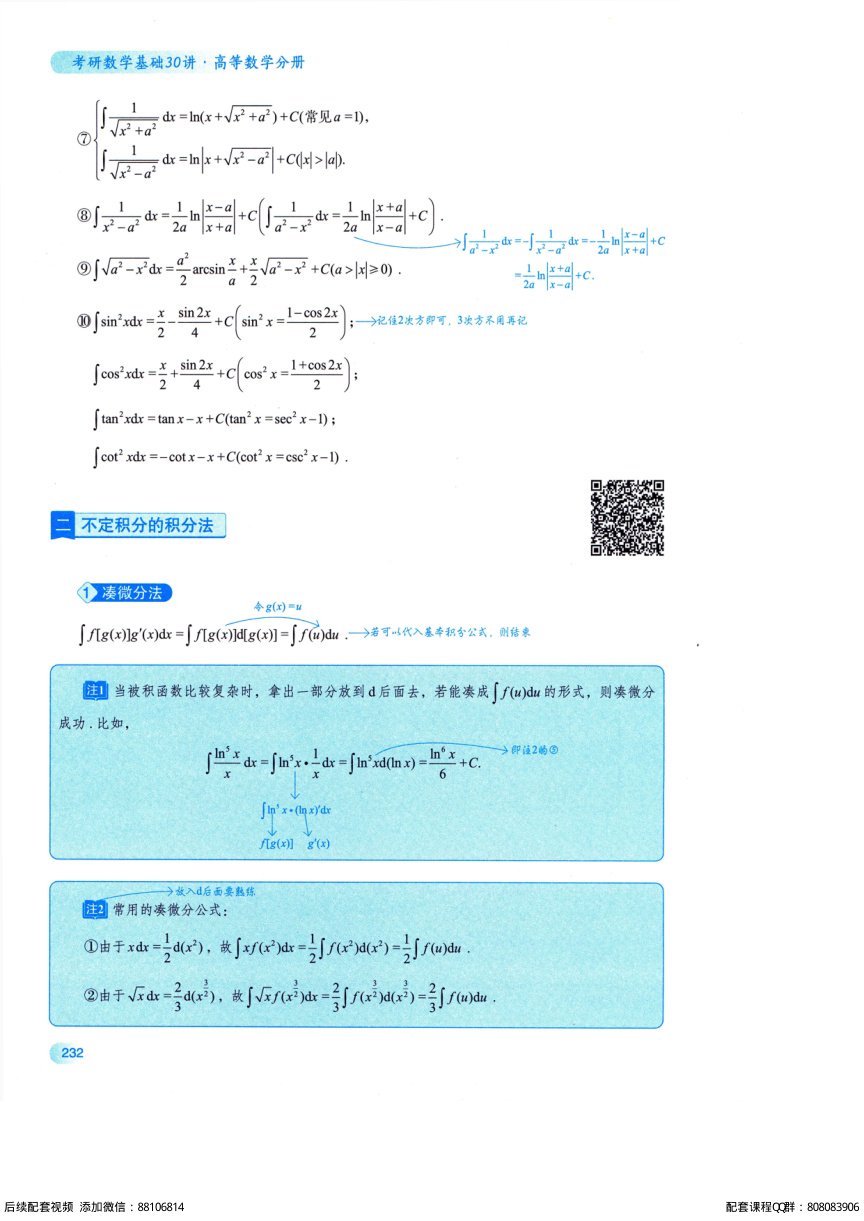 考研数学基础30讲·高等数学分册
⑦ { ∫ 1/√(x²+a²) dx = ln(x+√(x²+a²))+C(常见a=1),
∫ 1/√(x²−a²) dx = ln|x+√(x²−a²)|+C(|x|>|a|).
⑧ ∫ 1/(x²−a²) dx = 1/(2a) ln|(x−a)/(x+a)|+C(∫ 1/(a²−x²) dx = 1/(2a) ln|(x+a)/(x−a)|+C).
→∫ 1/(a²−x²) dx = −∫ 1/(x²−a²) dx = −1/(2a) ln|(x−a)/(x+a)|+C
= 1/(2a) ln|(x+a)/(x−a)|+C.
⑨ ∫√(a²−x²)dx = a²/2 arcsin x/a + x/2 √(a²−x²)+C(a>|x|≥0).
⑩ ∫sin²xdx = x/2 − sin2x/4 +C(sin²x = (1−cos2x)/2); →记住2次方即可,3次方不用再记
∫cos²xdx = x/2 + sin2x/4 +C(cos²x = (1+cos2x)/2);
∫tan²xdx = tan x−x+C(tan²x = sec²x−1);
∫cot²xdx = −cot x−x+C(cot²x = csc²x−1).
二 不定积分的积分法
1 凑微分法
令g(x)=u
∫f[g(x)]g′(x)dx = ∫f[g(x)]d[g(x)] = ∫f(u)du. →若可以代入基本积分公式,则结束
注1 当被积函数比较复杂时,拿出一部分放到d后面去,若能凑成∫f(u)du的形式,则凑微分
成功.比如,
∫ ln⁵x/x dx = ∫ln⁵x·1/x dx = ∫ln⁵xd(ln x) = ln⁶x/6 +C. →即注2的⑤
∫ln⁵x·(ln x)′dx
f[g(x)] g′(x)
→放入d后面要熟练
注2 常用的凑微分公式:
①由于xdx = 1/2 d(x²),故∫xf(x²)dx = 1/2 ∫f(x²)d(x²) = 1/2 ∫f(u)du.
②由于√x dx = 2/3 d(x^(3/2)),故∫√x f(x^(3/2))dx = 2/3 ∫f(x^(3/2))d(x^(3/2)) = 2/3 ∫f(u)du.
232
后续配套视频 添加微信:88106814
配套课程QQ群:808083906